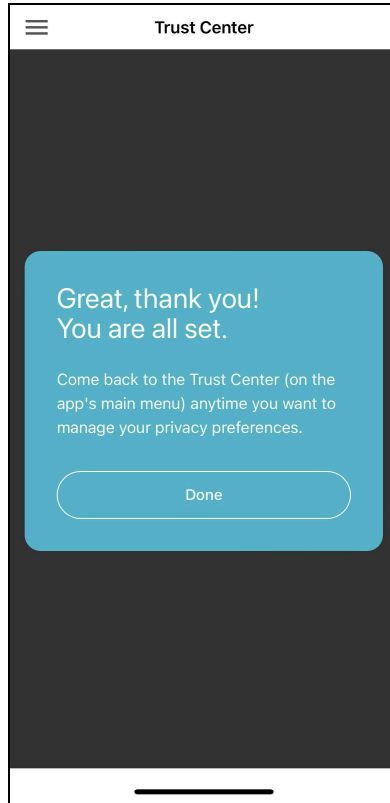 Trust Center
Great, thank you!
You are all set.
Come back to the Trust Center (on the
app's main menu) anytime you want to
manage your privacy preferences.
Done